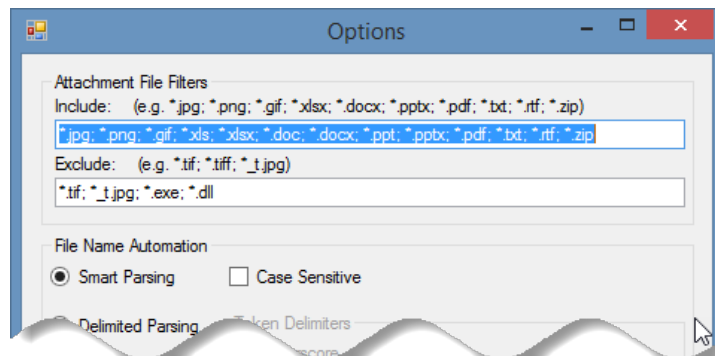 Options
Attachment File Filters
Include: (e.g. *.jpg; *.png; *.gif; *.xlsx; *.docx; *.pptx; *.pdf; *.txt; *.rtf; *.zip)
*.jpg; *.png; *.gif; *.xls; *.xlsx; *.doc; *.docx; *.ppt; *.pptx; *.pdf; *.txt; *.rtf; *.zip
Exclude: (e.g. *.tif; *.tiff; *_t.jpg)
*.tif; *_t.jpg; *.exe; *.dll
File Name Automation
Smart Parsing Case Sensitive
Delimited Parsing Token Delimiters